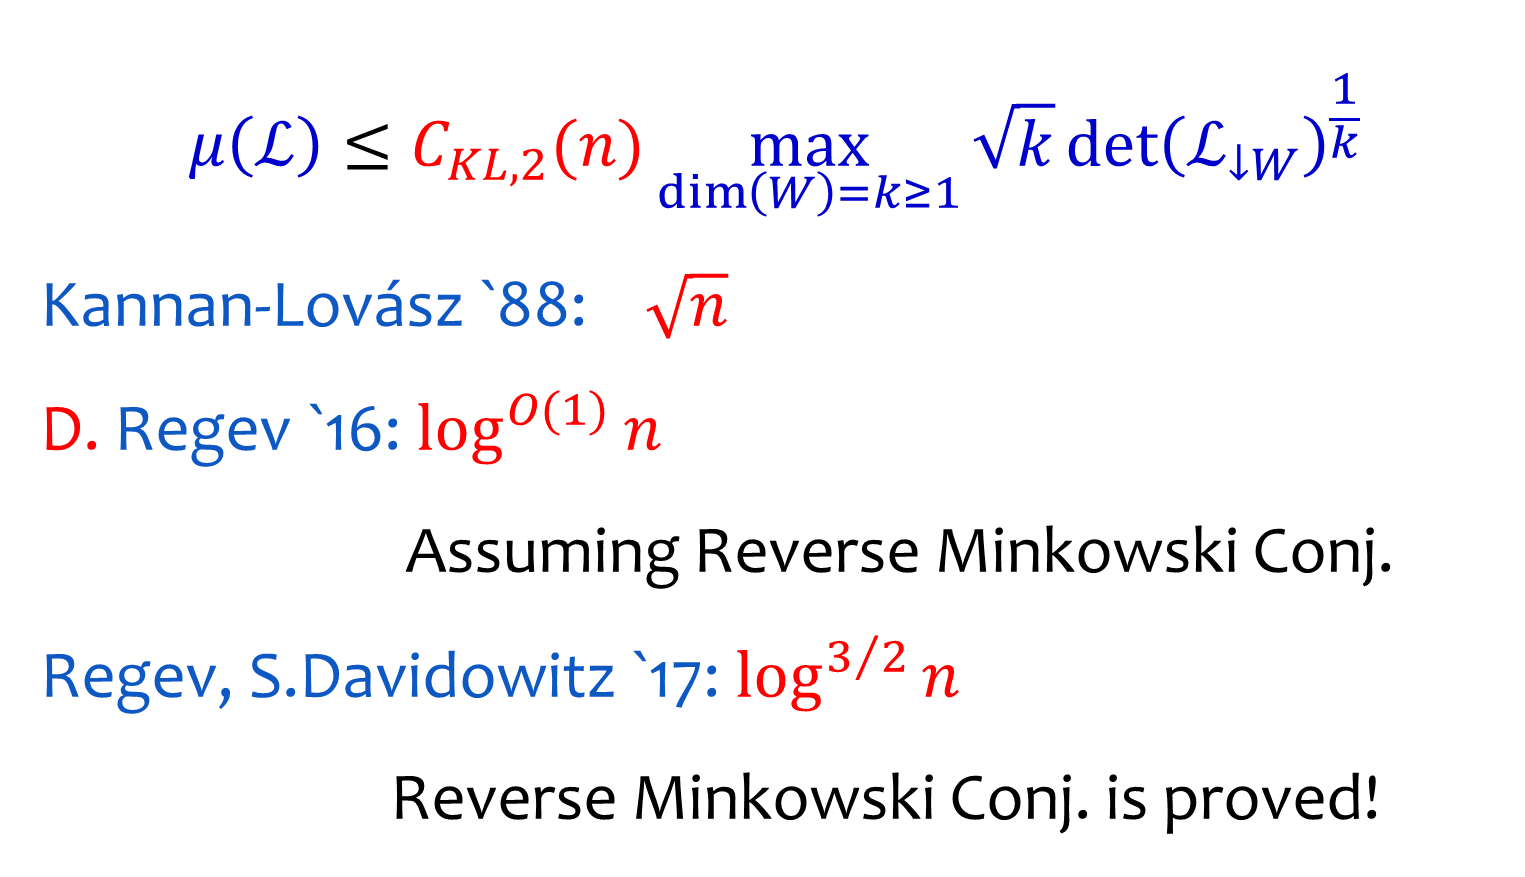 μ(ℒ) ≤ C_{KL,2}(n) max_{dim(W)=k≥1} √k det(ℒ_{↓W})^{1/k}
Kannan-Lovász `88: √n
D. Regev `16: log^{O(1)} n
Assuming Reverse Minkowski Conj.
Regev, S.Davidowitz `17: log^{3/2} n
Reverse Minkowski Conj. is proved!